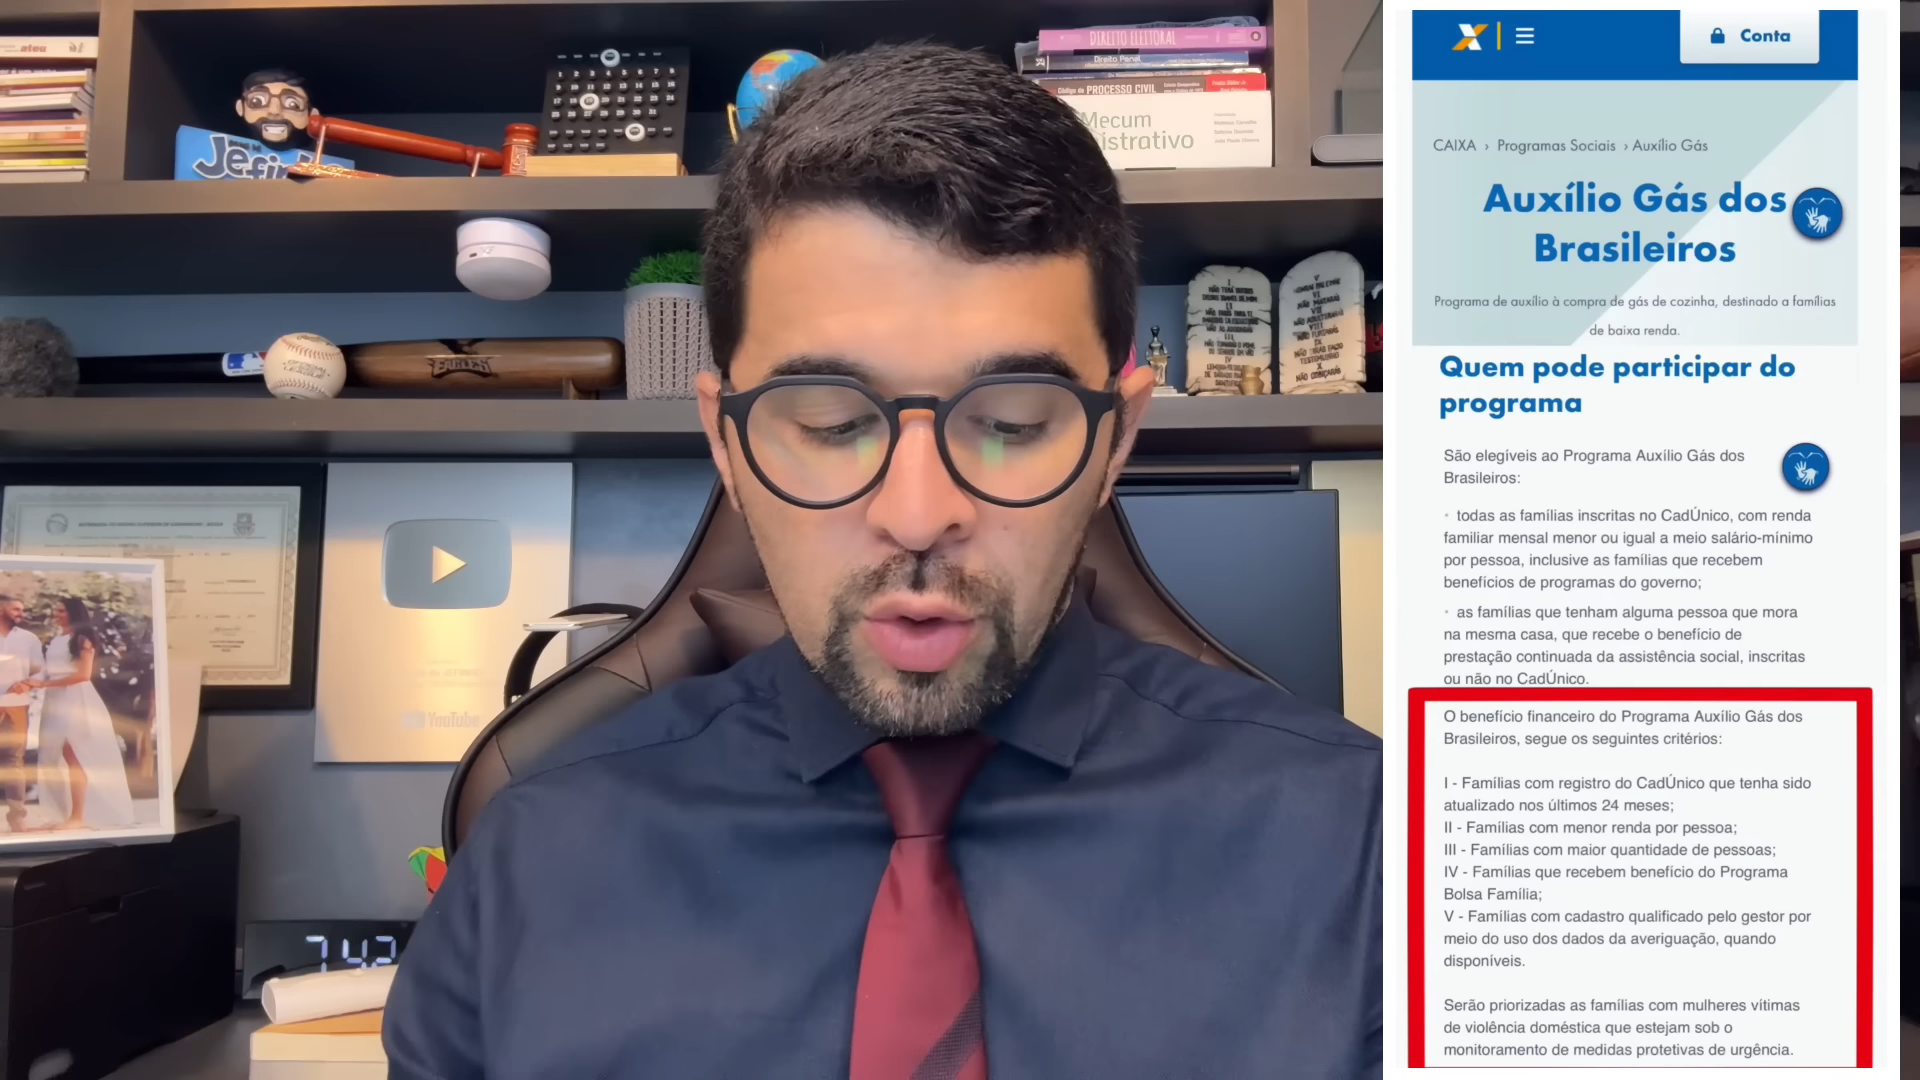 Conta
CAIXA › Programas Sociais › Auxílio Gás
Auxílio Gás dos
Brasileiros
Programa de auxílio à compra de gás de cozinha, destinado a famílias
de baixa renda.
Quem pode participar do
programa
São elegíveis ao Programa Auxílio Gás dos
Brasileiros:
todas as famílias inscritas no CadÚnico, com renda
familiar mensal menor ou igual a meio salário-mínimo
por pessoa, inclusive as famílias que recebem
benefícios de programas do governo;
as famílias que tenham alguma pessoa que mora
na mesma casa, que recebe o benefício de
prestação continuada da assistência social, inscritas
ou não no CadÚnico.
O benefício financeiro do Programa Auxílio Gás dos
Brasileiros, segue os seguintes critérios:
I - Famílias com registro do CadÚnico que tenha sido
atualizado nos últimos 24 meses;
II - Famílias com menor renda por pessoa;
III - Famílias com maior quantidade de pessoas;
IV - Famílias que recebem benefício do Programa
Bolsa Família;
V - Famílias com cadastro qualificado pelo gestor por
meio do uso dos dados da averiguação, quando
disponíveis.
Serão priorizadas as famílias com mulheres vítimas
de violência doméstica que estejam sob o
monitoramento de medidas protetivas de urgência.
DIREITO ELEITORAL
Direito Penal
Código de PROCESSO CIVIL
Mecum
istrativo
EAGLES
YouTube
7:42